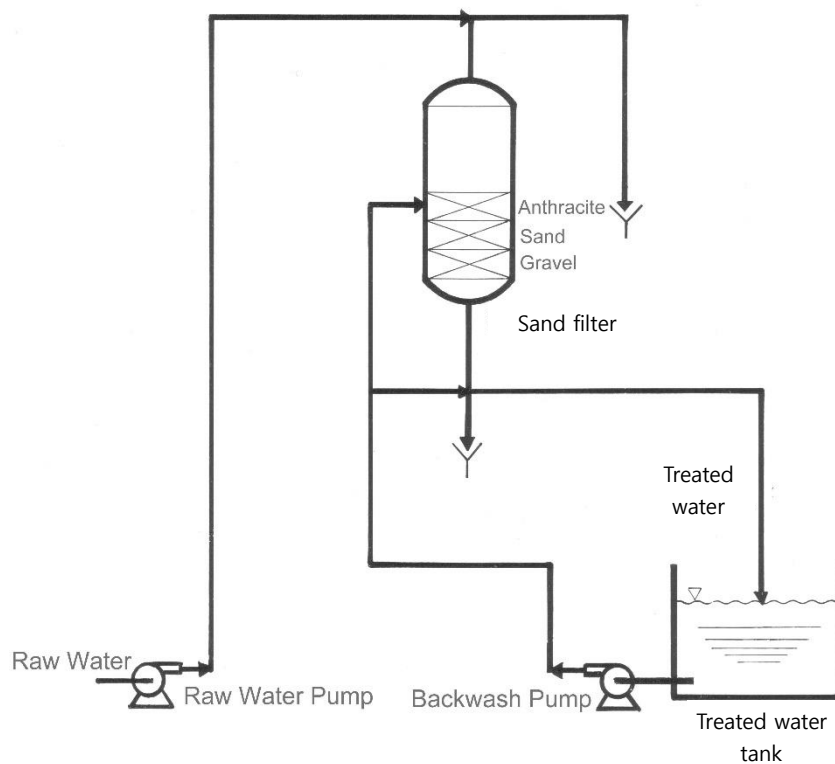 Anthracite
Sand
Gravel
Sand filter
Treated
water
Raw Water
Raw Water Pump
Backwash Pump
Treated water
tank